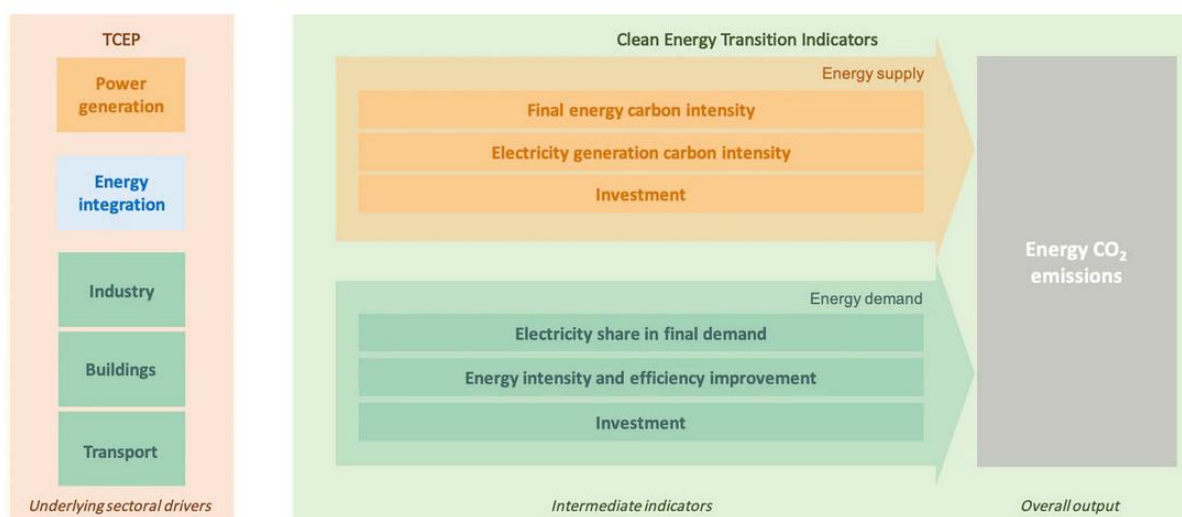 TCEP
Power
generation
Energy
integration
Industry
Buildings
Transport
Underlying sectoral drivers
Clean Energy Transition Indicators
Energy supply
Final energy carbon intensity
Electricity generation carbon intensity
Investment
Energy demand
Electricity share in final demand
Energy intensity and efficiency improvement
Investment
Intermediate indicators
Energy CO₂
emissions
Overall output